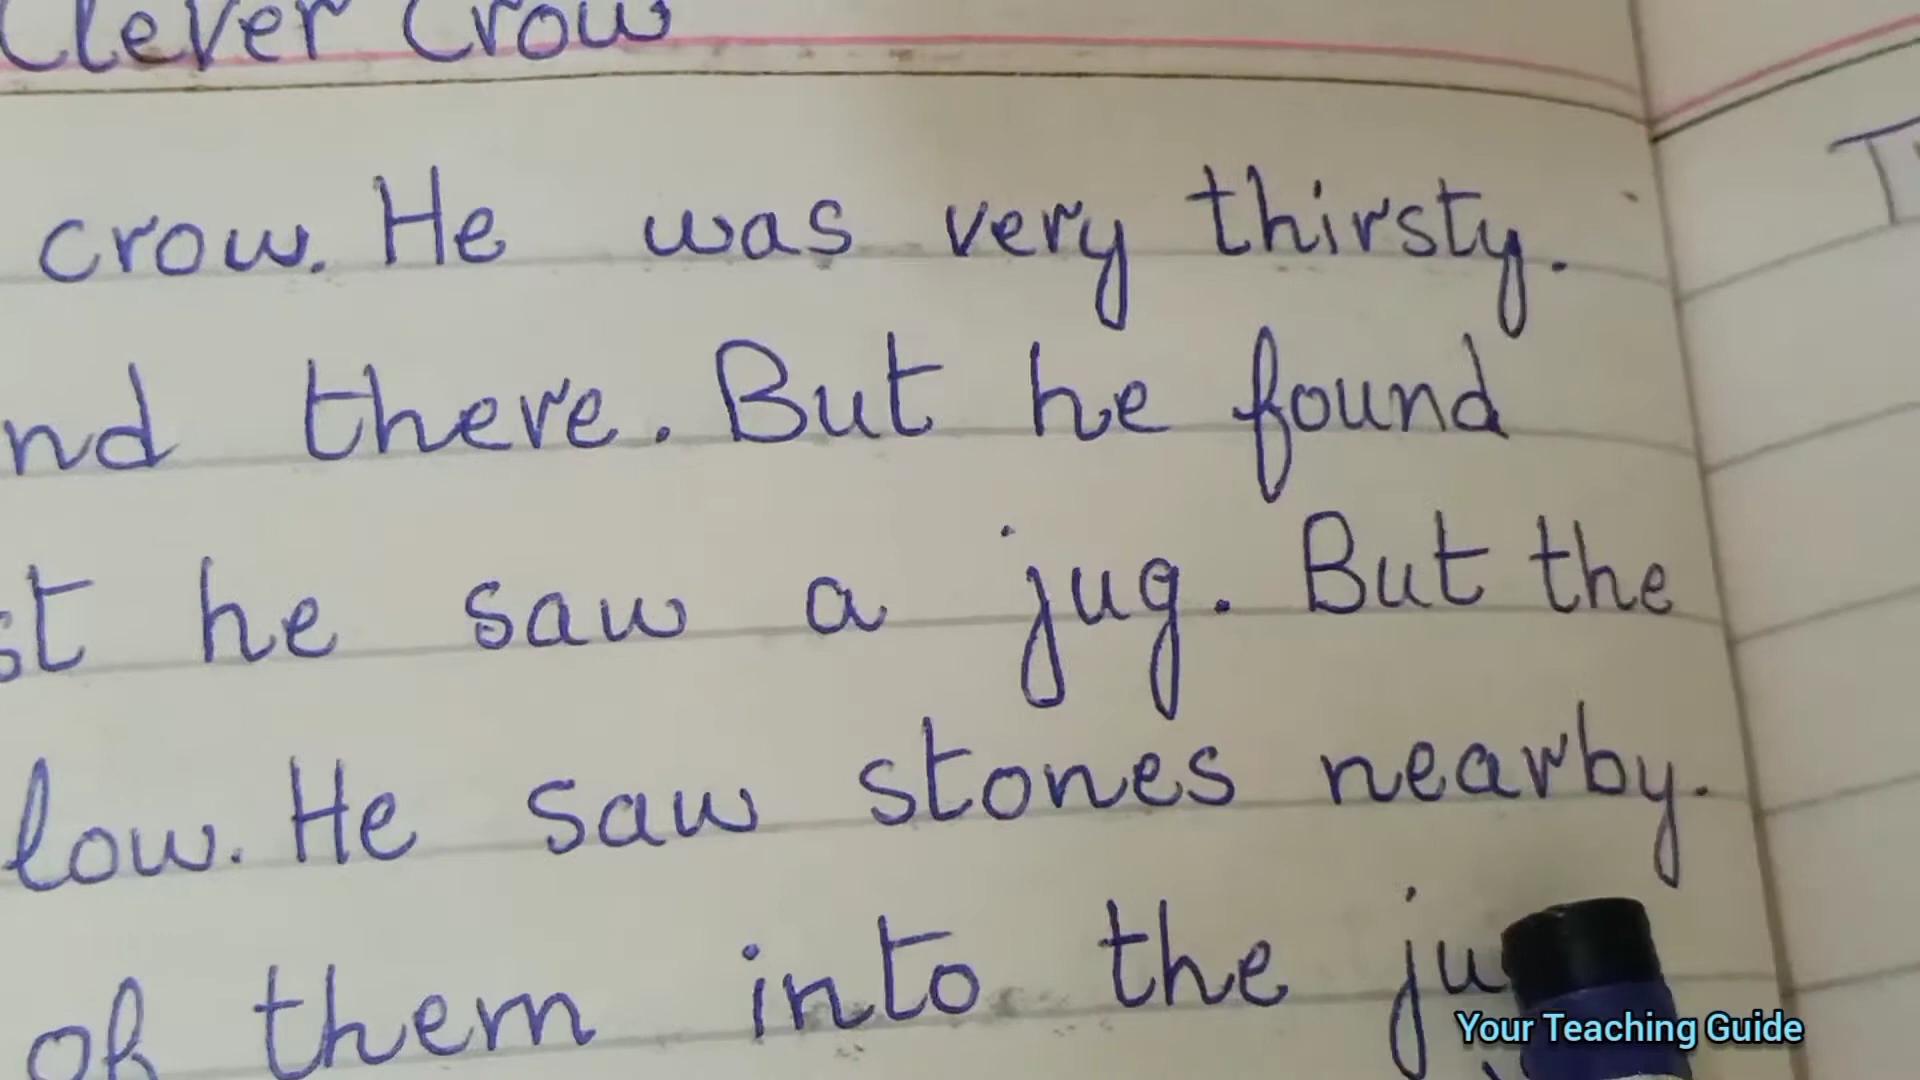 Clever Crow
crow. He was very thirsty.
nd there. But he found
st he saw a jug. But the
low. He saw stones nearby.
of them into the ju
Your Teaching Guide